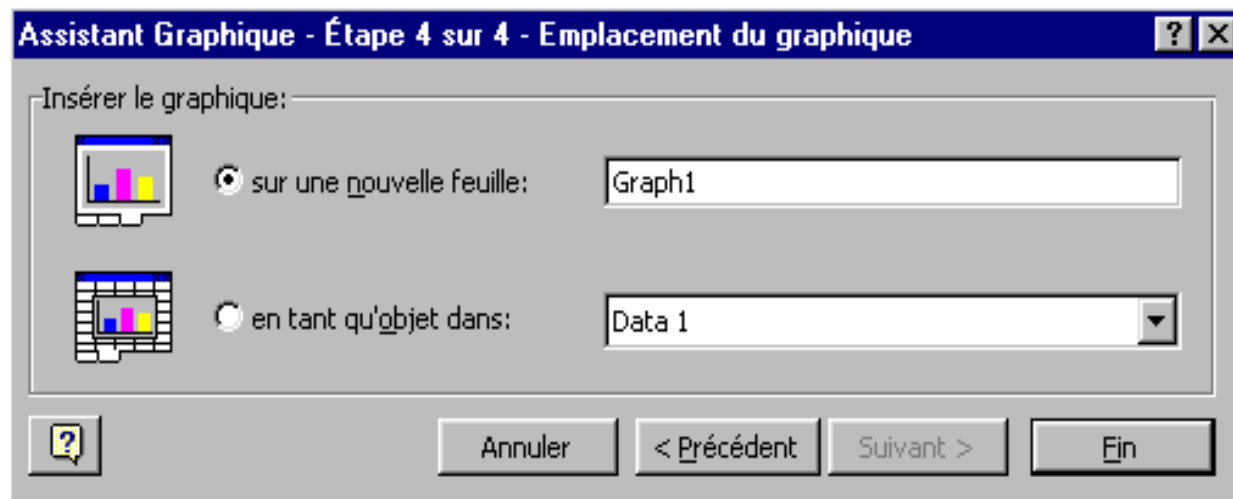 Assistant Graphique - Étape 4 sur 4 - Emplacement du graphique
Insérer le graphique:
sur une nouvelle feuille: Graph1
en tant qu'objet dans: Data 1
Annuler < Précédent Suivant > Fin